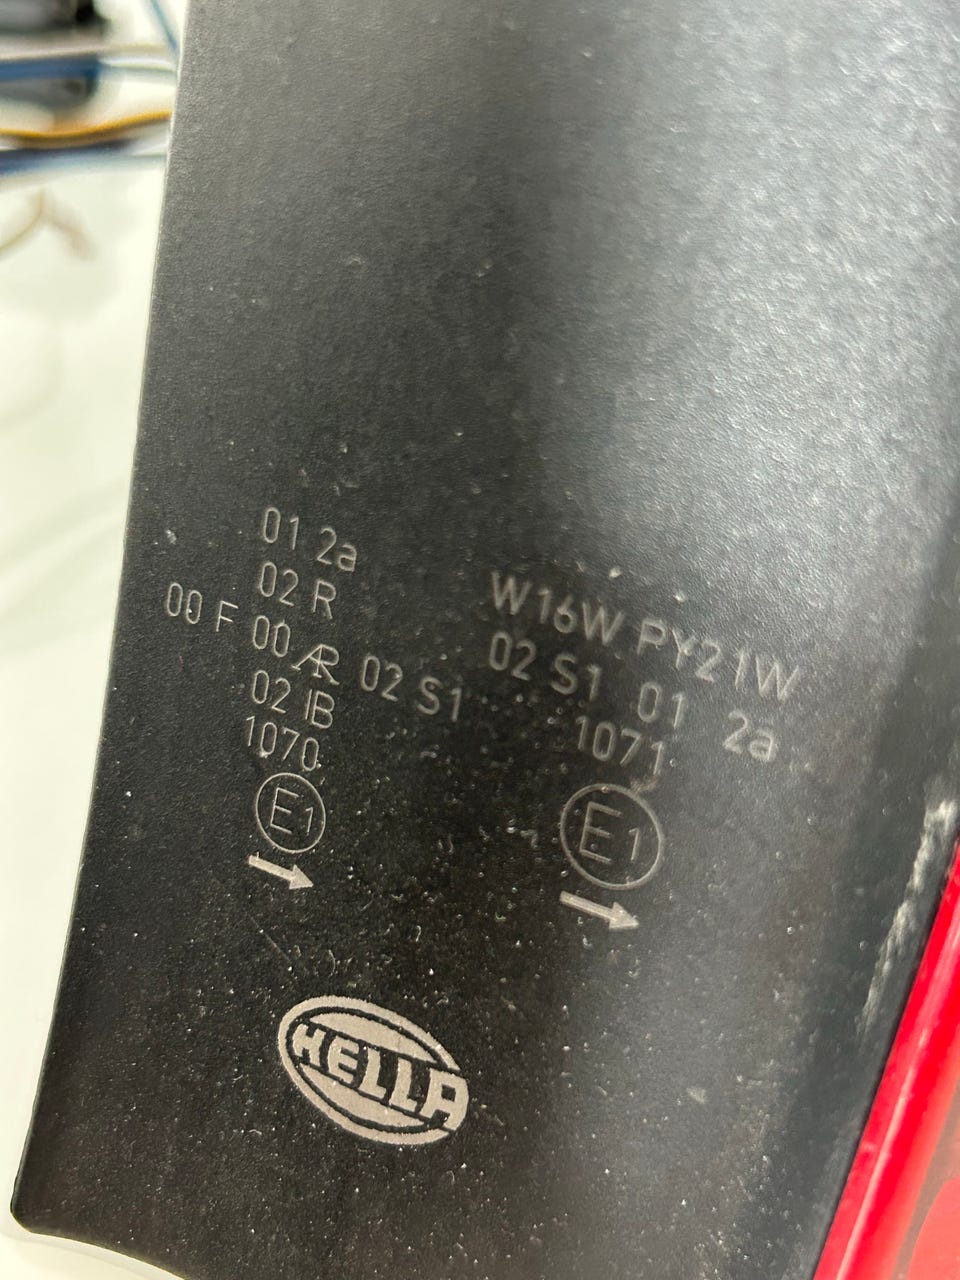 01 2a
02 R
00 F 00 AR 02 S1
02 IB
1070
E1
W16W PY21W
02 S1 01 2a
1071
E1
HELLA